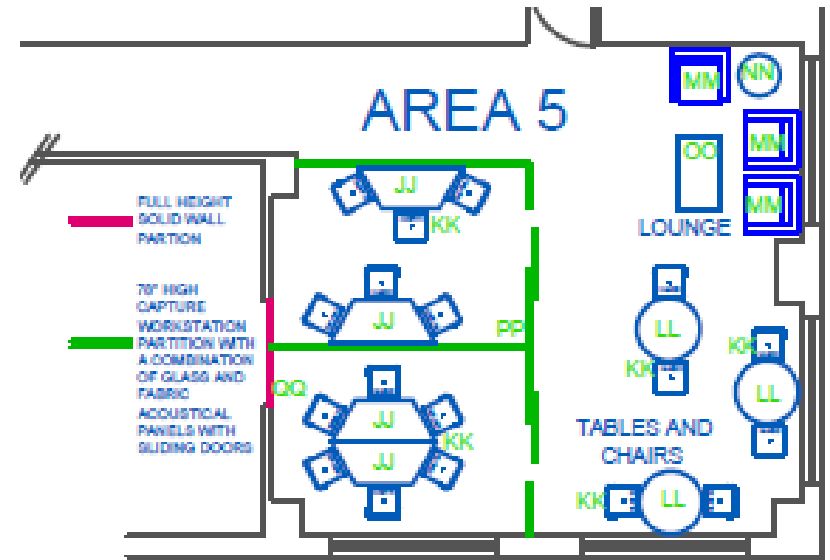 AREA 5
MM
NN
MM
OO
MM
LOUNGE
JJ
KK
FULL HEIGHT
SOLID WALL
PARTION
70" HIGH
CAPTURE
WORKSTATION
PARTITION WITH
A COMBINATION
OF GLASS AND
FABRIC
ACOUSTICAL
PANELS WITH
SLIDING DOORS
JJ
PP
QQ
JJ
KK
JJ
LL
KK
KK
LL
TABLES AND
CHAIRS
KK
LL